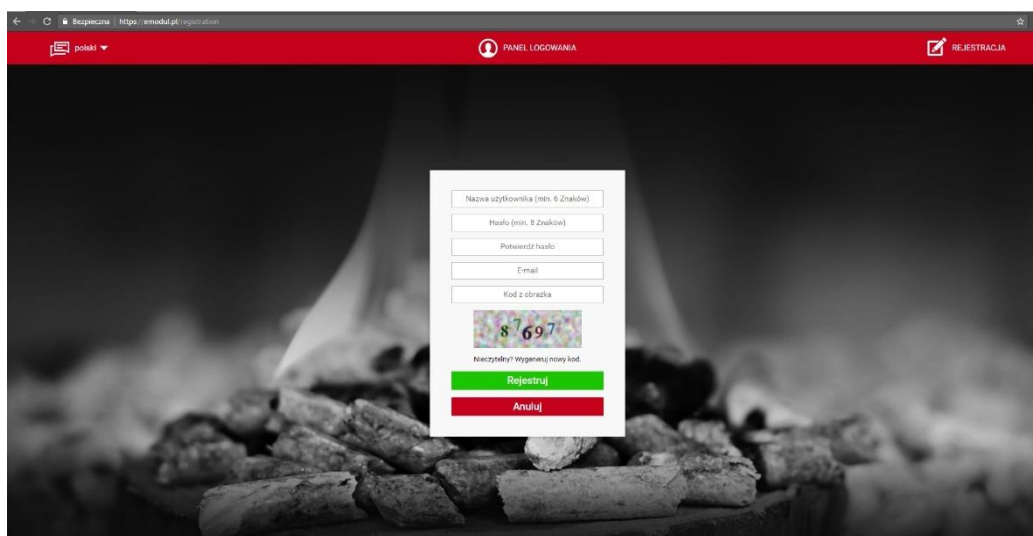 Bezpieczna | https://emodul.pl/registration
polski
PANEL LOGOWANIA
REJESTRACJA
Nazwa użytkownika (min. 6 Znaków)
Hasło (min. 8 Znaków)
Potwierdź hasło
E-mail
Kod z obrazka
87697
Nieczytelny? Wygeneruj nowy kod.
Rejestruj
Anuluj